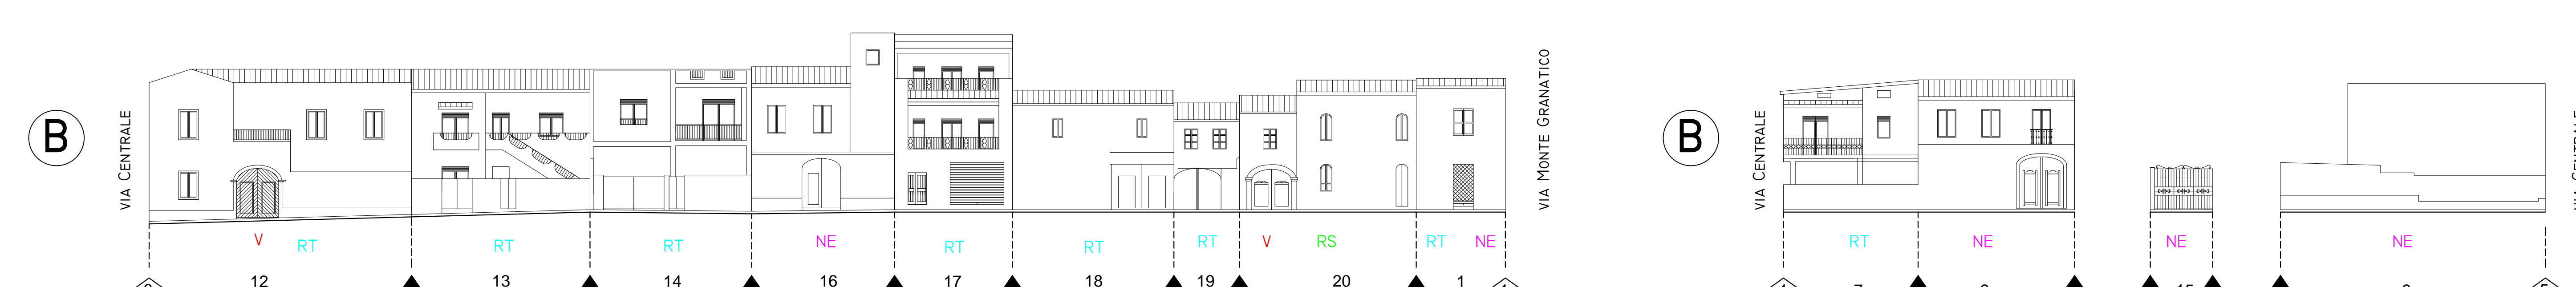 B
VIA CENTRALE
VIA MONTE GRANATICO
V RT RT RT NE RT RT RT V RS RT NE
12 13 14 16 17 18 19 20 1
B
VIA CENTRALE
RT NE NE NE